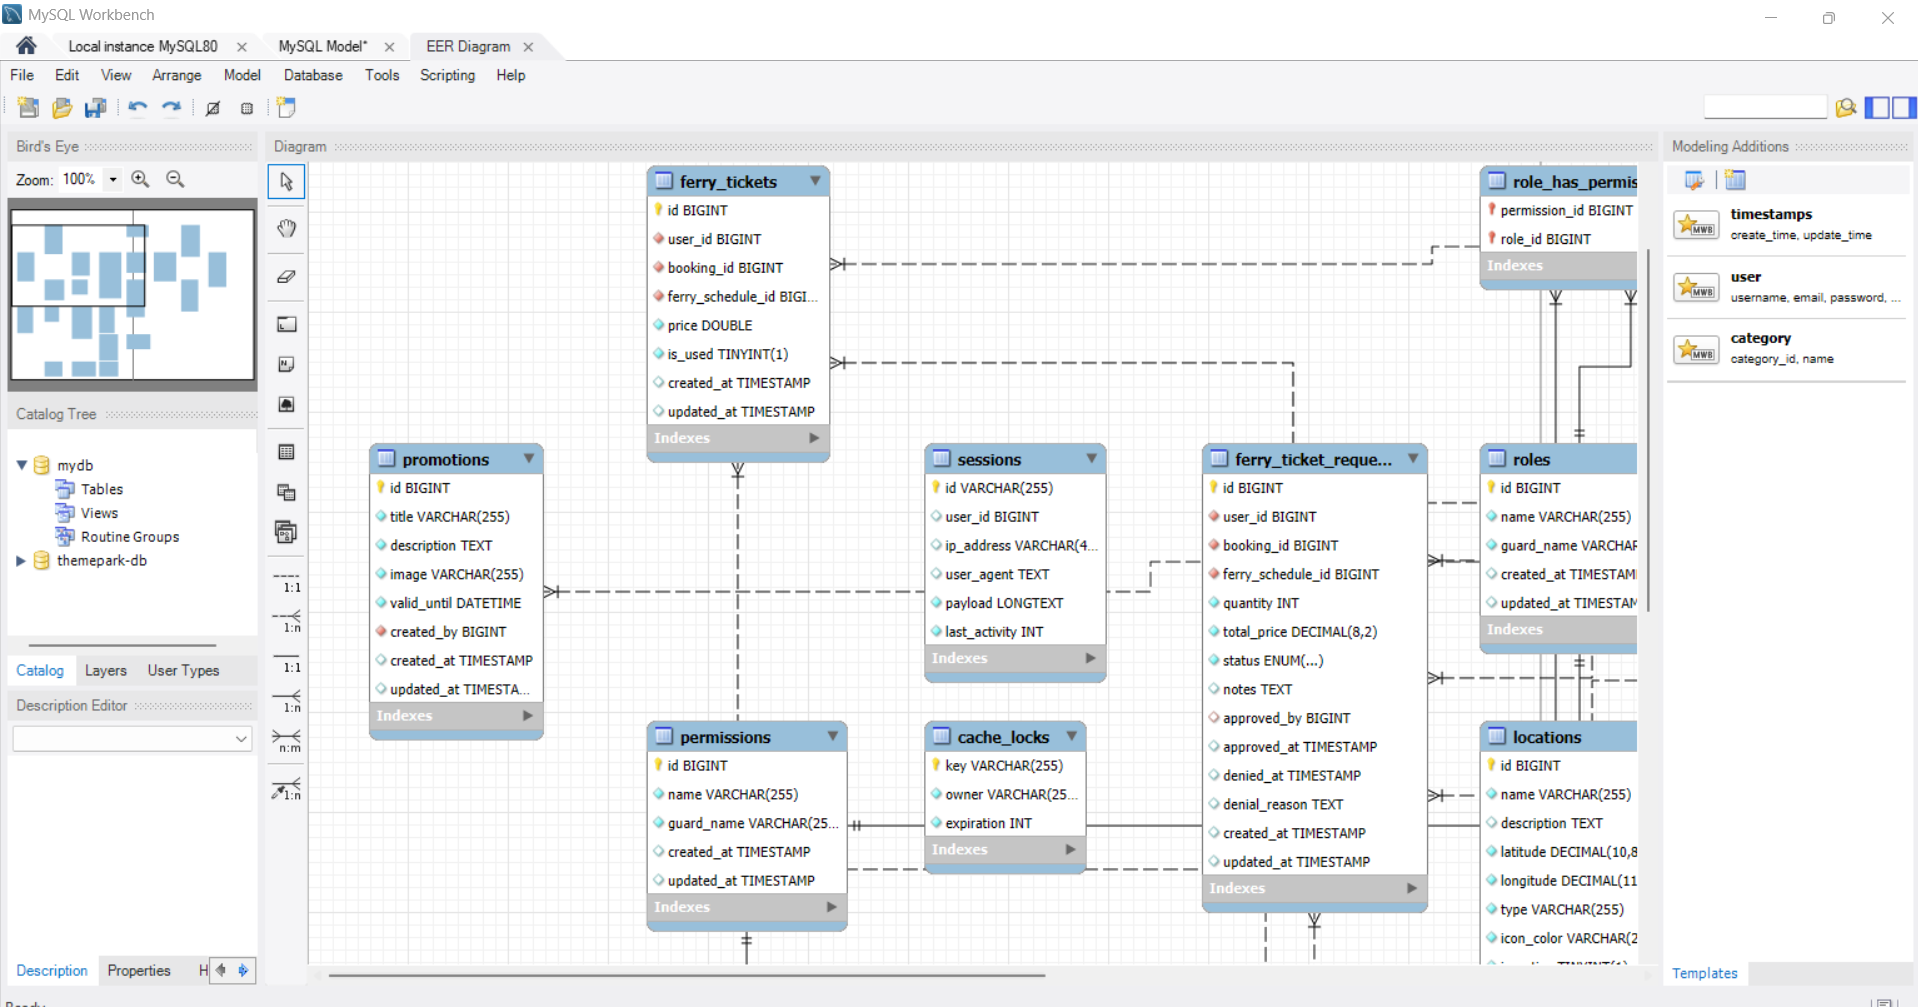 MySQL Workbench
Local instance MySQL80
MySQL Model*
EER Diagram
File Edit View Arrange Model Database Tools Scripting Help
Bird's Eye
Zoom: 100%
Catalog Tree
mydb
Tables
Views
Routine Groups
themepark-db
Catalog Layers User Types
Description Editor
Description Properties H
Diagram
1:1
1:n
1:1
1:n
n:m
1:n
ferry_tickets
id BIGINT
user_id BIGINT
booking_id BIGINT
ferry_schedule_id BIGI...
price DOUBLE
is_used TINYINT(1)
created_at TIMESTAMP
updated_at TIMESTAMP
Indexes
role_has_permis
permission_id BIGINT
role_id BIGINT
Indexes
promotions
id BIGINT
title VARCHAR(255)
description TEXT
image VARCHAR(255)
valid_until DATETIME
created_by BIGINT
created_at TIMESTAMP
updated_at TIMESTA...
Indexes
sessions
id VARCHAR(255)
user_id BIGINT
ip_address VARCHAR(4...
user_agent TEXT
payload LONGTEXT
last_activity INT
Indexes
ferry_ticket_reque...
id BIGINT
user_id BIGINT
booking_id BIGINT
ferry_schedule_id BIGINT
quantity INT
total_price DECIMAL(8,2)
status ENUM(...)
notes TEXT
approved_by BIGINT
approved_at TIMESTAMP
denied_at TIMESTAMP
denial_reason TEXT
created_at TIMESTAMP
updated_at TIMESTAMP
Indexes
roles
id BIGINT
name VARCHAR(255)
guard_name VARCHAR
created_at TIMESTAM
updated_at TIMESTAM
Indexes
permissions
id BIGINT
name VARCHAR(255)
guard_name VARCHAR(25...
created_at TIMESTAMP
updated_at TIMESTAMP
Indexes
cache_locks
key VARCHAR(255)
owner VARCHAR(25...
expiration INT
Indexes
locations
id BIGINT
name VARCHAR(255)
description TEXT
latitude DECIMAL(10,8
longitude DECIMAL(11
type VARCHAR(255)
icon_color VARCHAR(2
Modeling Additions
MWB
timestamps
create_time, update_time
MWB
user
username, email, password, ...
MWB
category
category_id, name
Templates